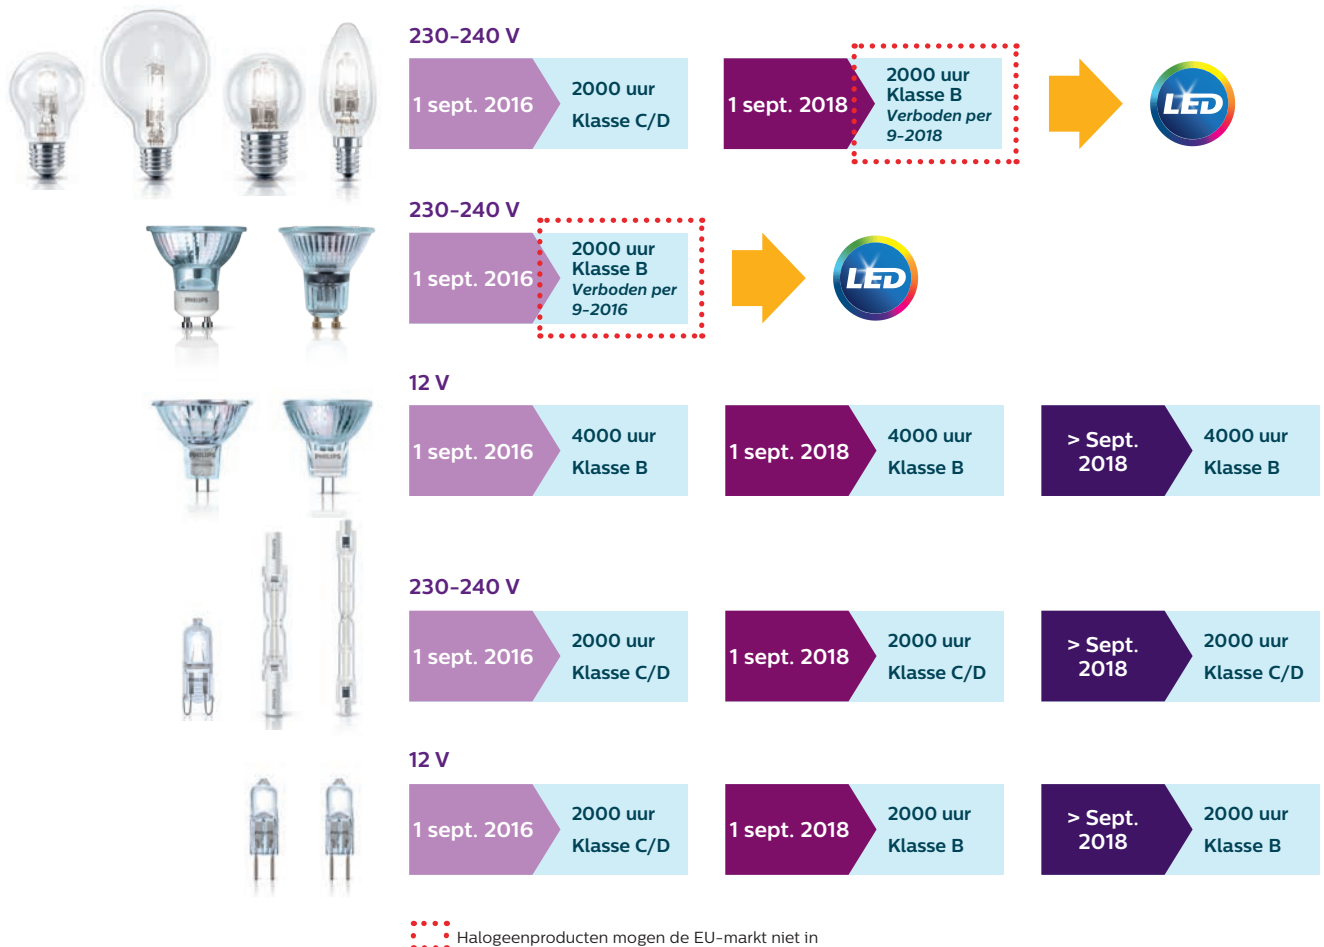 230-240 V
1 sept. 2016
2000 uur
Klasse C/D
1 sept. 2018
2000 uur
Klasse B
Verboden per
9-2018
LED
230-240 V
1 sept. 2016
2000 uur
Klasse B
Verboden per
9-2016
LED
PHILIPS
12 V
1 sept. 2016
4000 uur
Klasse B
1 sept. 2018
4000 uur
Klasse B
> Sept.
2018
4000 uur
Klasse B
PHILIPS
PHILIPS
230-240 V
1 sept. 2016
2000 uur
Klasse C/D
1 sept. 2018
2000 uur
Klasse C/D
> Sept.
2018
2000 uur
Klasse C/D
12 V
1 sept. 2016
2000 uur
Klasse C/D
1 sept. 2018
2000 uur
Klasse B
> Sept.
2018
2000 uur
Klasse B
Halogeenproducten mogen de EU-markt niet in